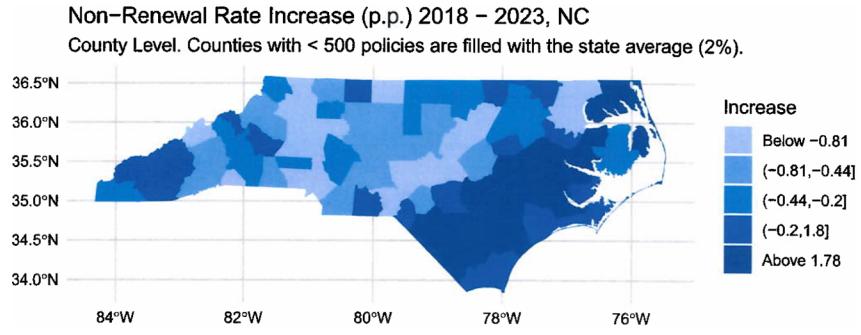 Non-Renewal Rate Increase (p.p.) 2018 − 2023, NC
County Level. Counties with < 500 policies are filled with the state average (2%).
36.5°N
36.0°N
35.5°N
35.0°N
34.5°N
34.0°N
84°W 82°W 80°W 78°W 76°W
Increase
Below −0.81
(−0.81,−0.44]
(−0.44,−0.2]
(−0.2,1.8]
Above 1.78